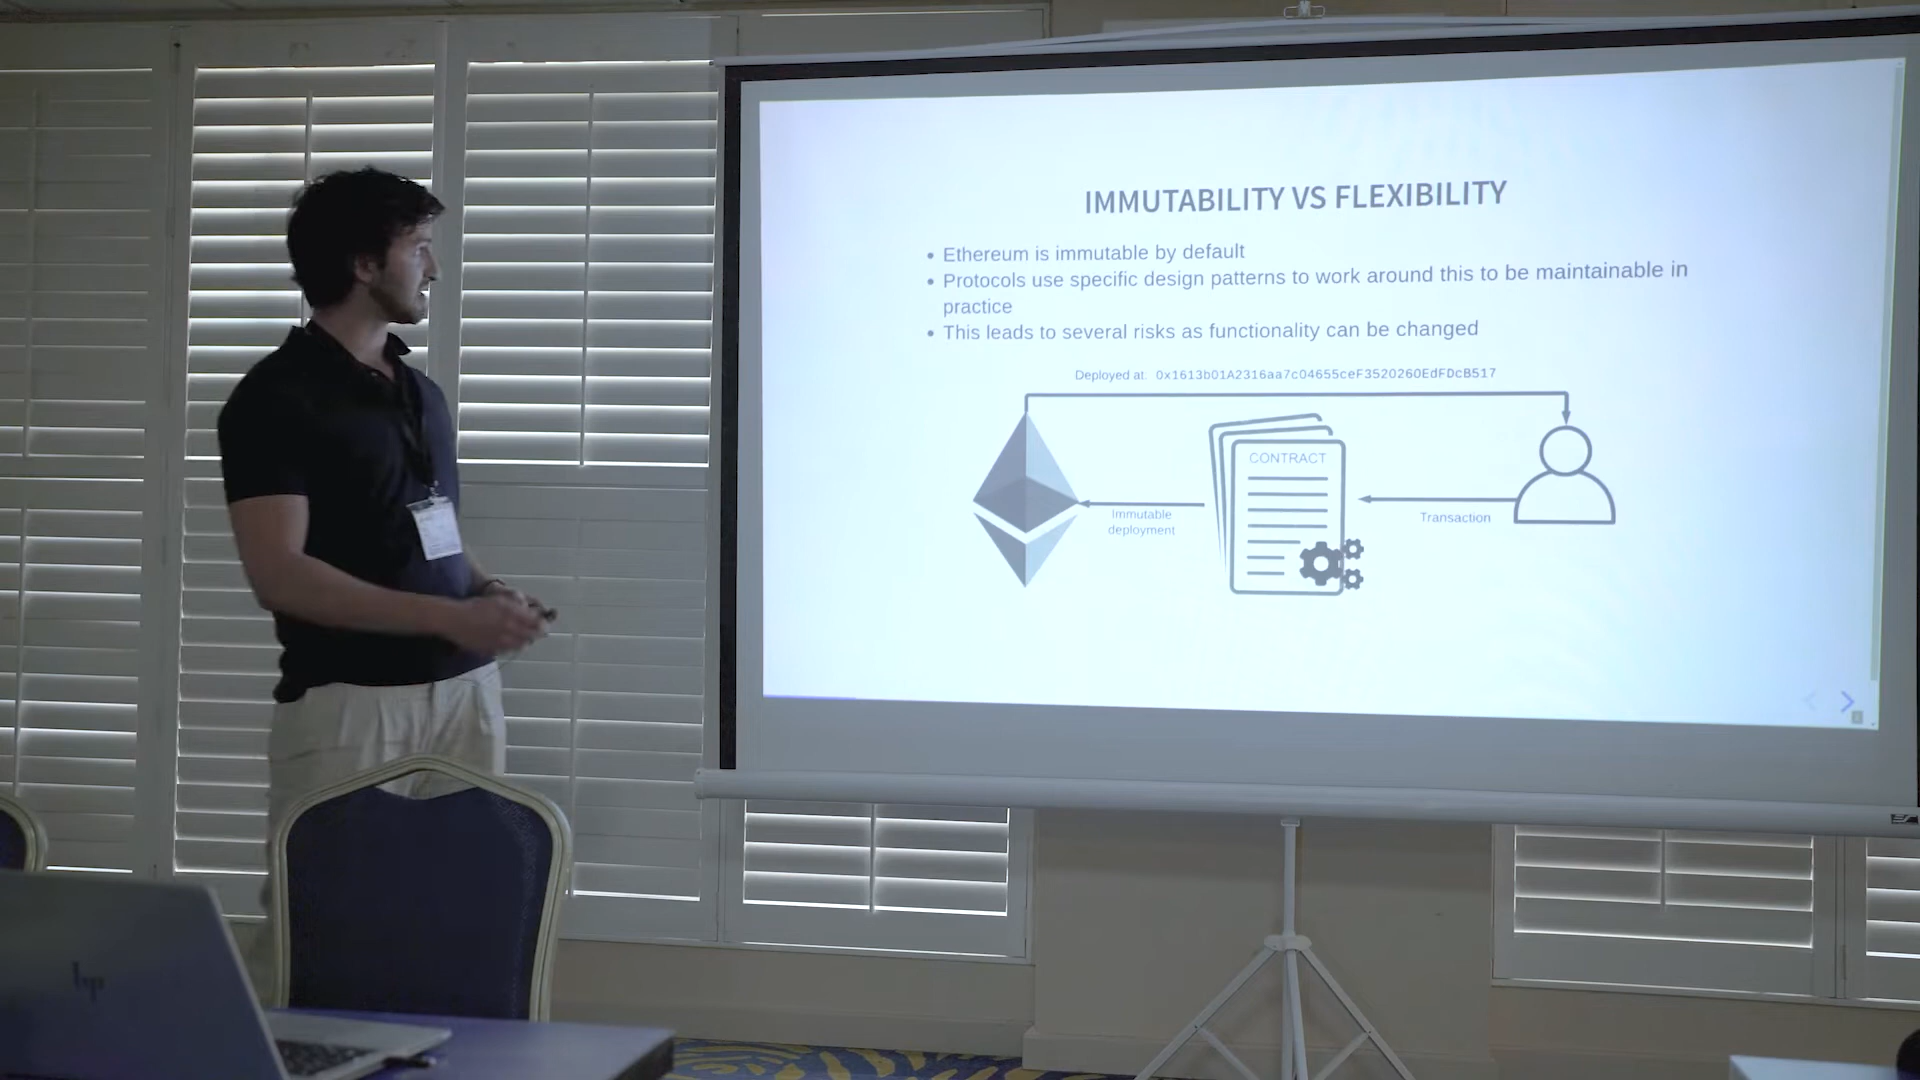 IMMUTABILITY VS FLEXIBILITY
• Ethereum is immutable by default
• Protocols use specific design patterns to work around this to be maintainable in
practice
• This leads to several risks as functionality can be changed
Deployed at: 0x1613b01A2316aa7c04655ceF3520260EdFDcB517
CONTRACT
Immutable
deployment
Transaction
hp